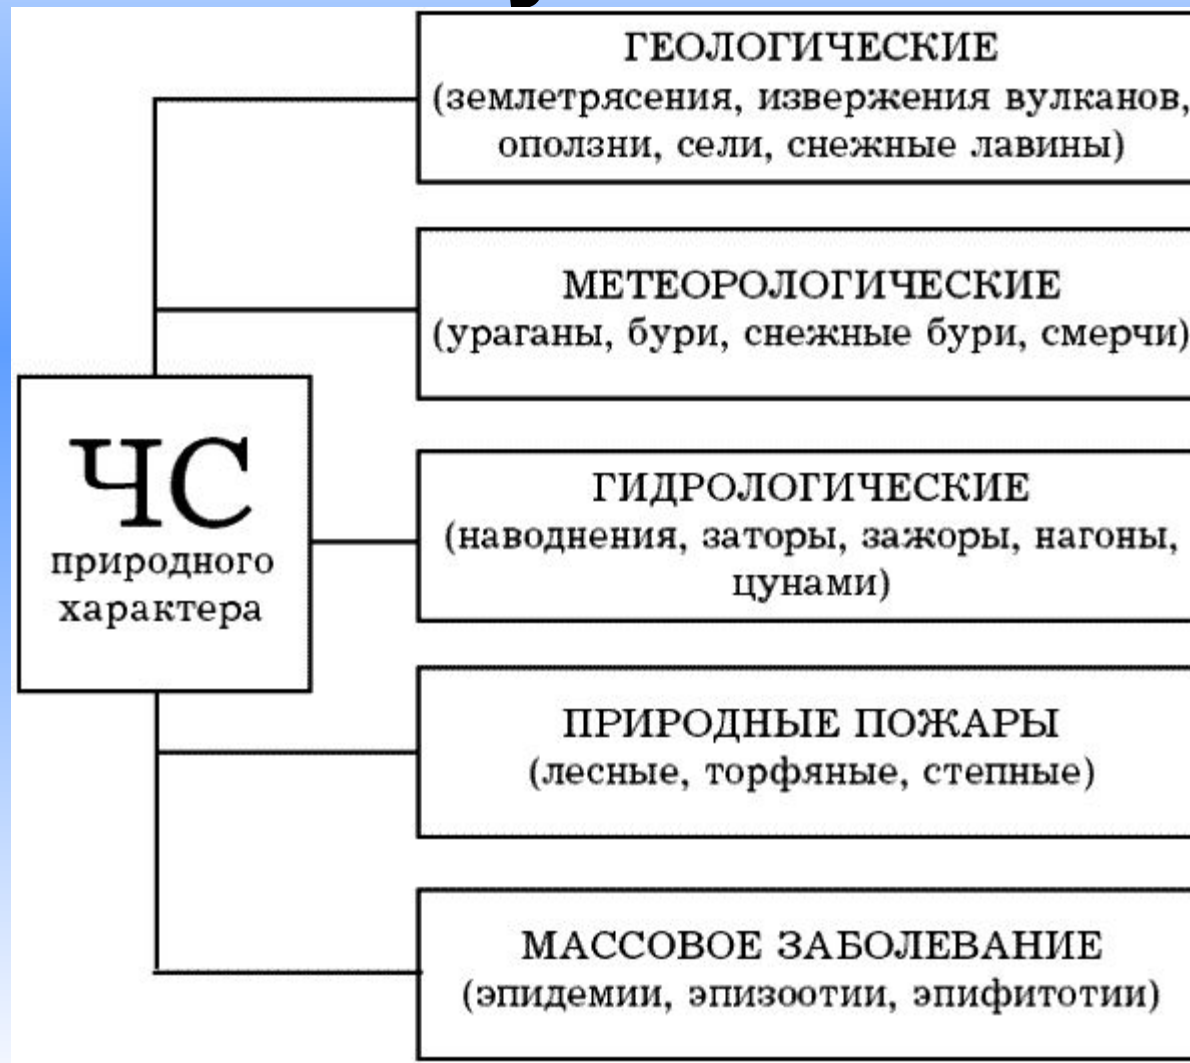 ГЕОЛОГИЧЕСКИЕ
(землетрясения, извержения вулканов,
оползни, сели, снежные лавины)
МЕТЕОРОЛОГИЧЕСКИЕ
(ураганы, бури, снежные бури, смерчи)
ЧС
природного
характера
ГИДРОЛОГИЧЕСКИЕ
(наводнения, заторы, зажоры, нагоны,
цунами)
ПРИРОДНЫЕ ПОЖАРЫ
(лесные, торфяные, степные)
МАССОВОЕ ЗАБОЛЕВАНИЕ
(эпидемии, эпизоотии, эпифитотии)